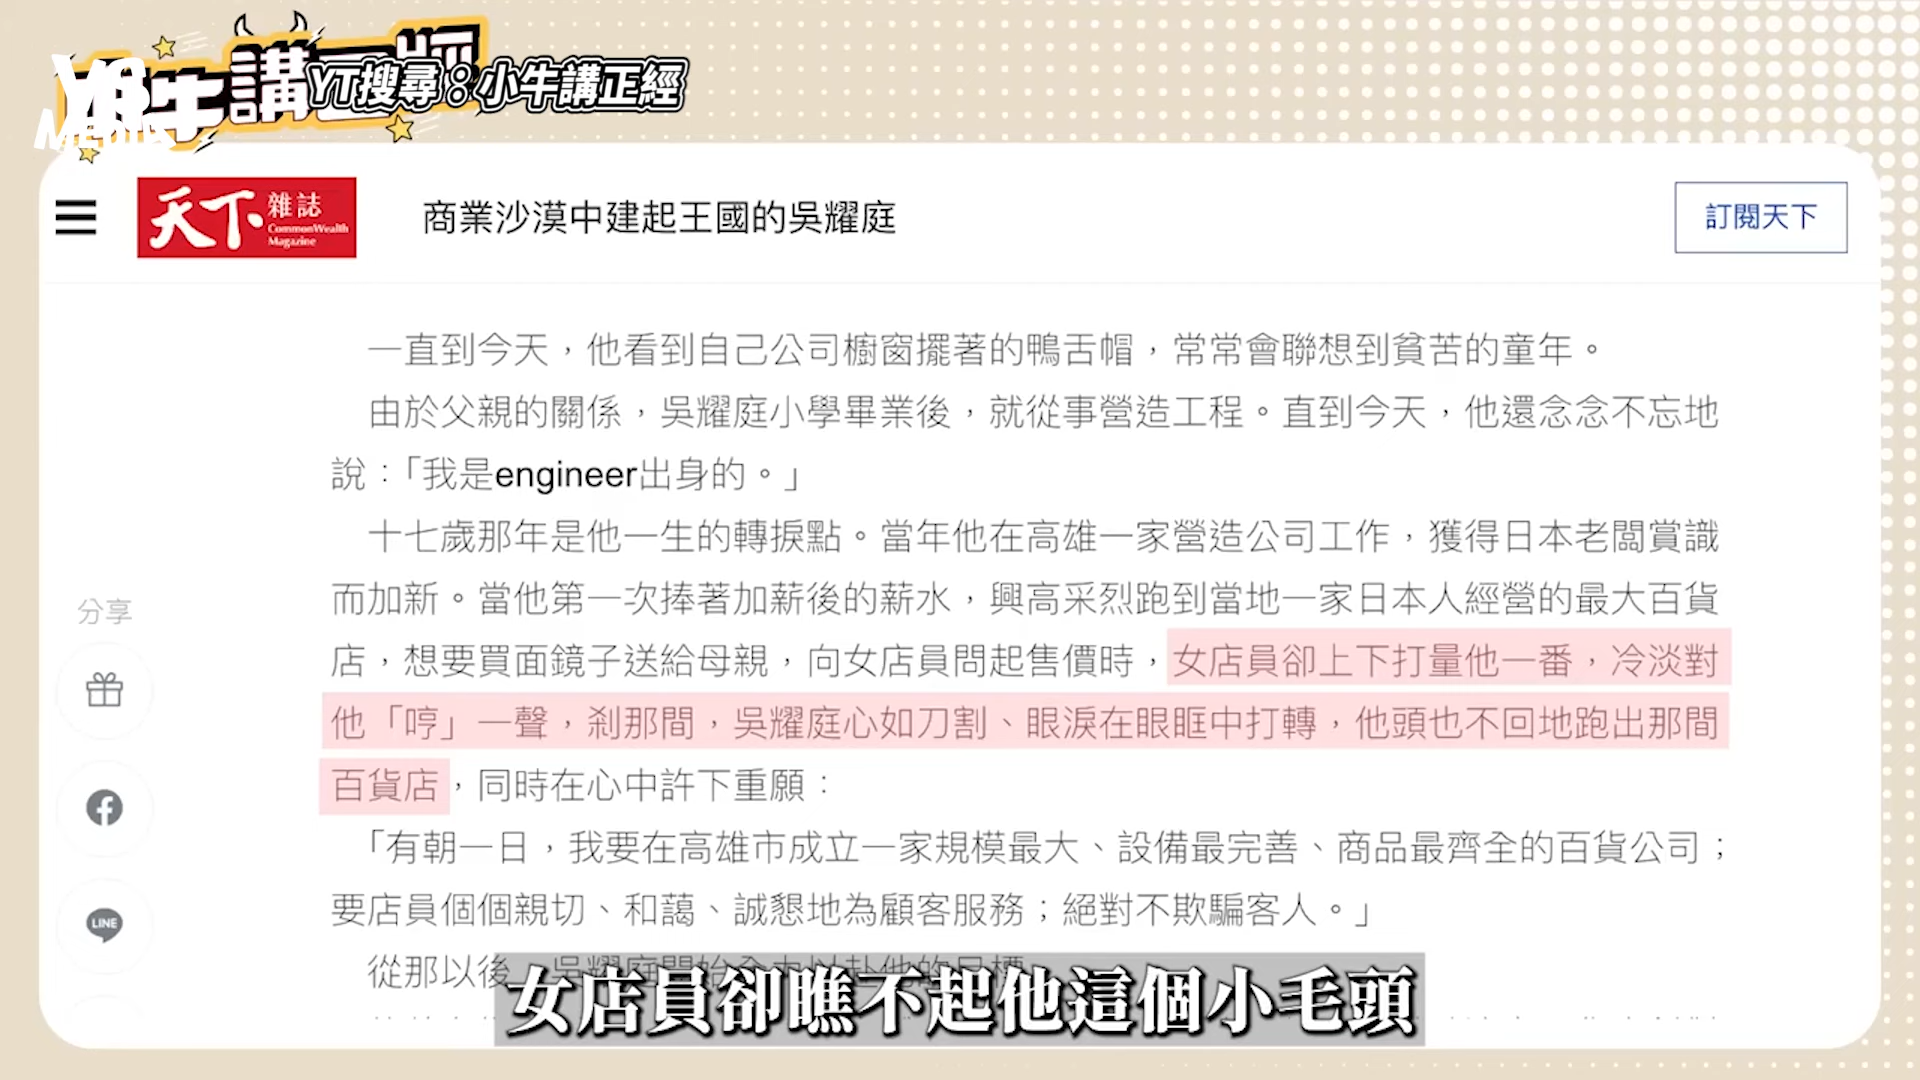 牛講
YT搜尋：小牛講正經
天下雜誌
CommonWealth
Magazine
商業沙漠中建起王國的吳耀庭
訂閱天下
一直到今天，他看到自己公司櫥窗擺著的鴨舌帽，常常會聯想到貧苦的童年。
由於父親的關係，吳耀庭小學畢業後，就從事營造工程。直到今天，他還念念不忘地
說：「我是engineer出身的。」
十七歲那年是他一生的轉捩點。當年他在高雄一家營造公司工作，獲得日本老闆賞識
而加新。當他第一次捧著加薪後的薪水，興高采烈跑到當地一家日本人經營的最大百貨
店，想要買面鏡子送給母親，向女店員問起售價時，女店員卻上下打量他一番，冷淡對
他「哼」一聲，剎那間，吳耀庭心如刀割、眼淚在眼眶中打轉，他頭也不回地跑出那間
百貨店，同時在心中許下重願：
「有朝一日，我要在高雄市成立一家規模最大、設備最完善、商品最齊全的百貨公司；
要店員個個親切、和藹、誠懇地為顧客服務；絕對不欺騙客人。」
從那以後
分享
LINE
女店員卻瞧不起他這個小毛頭